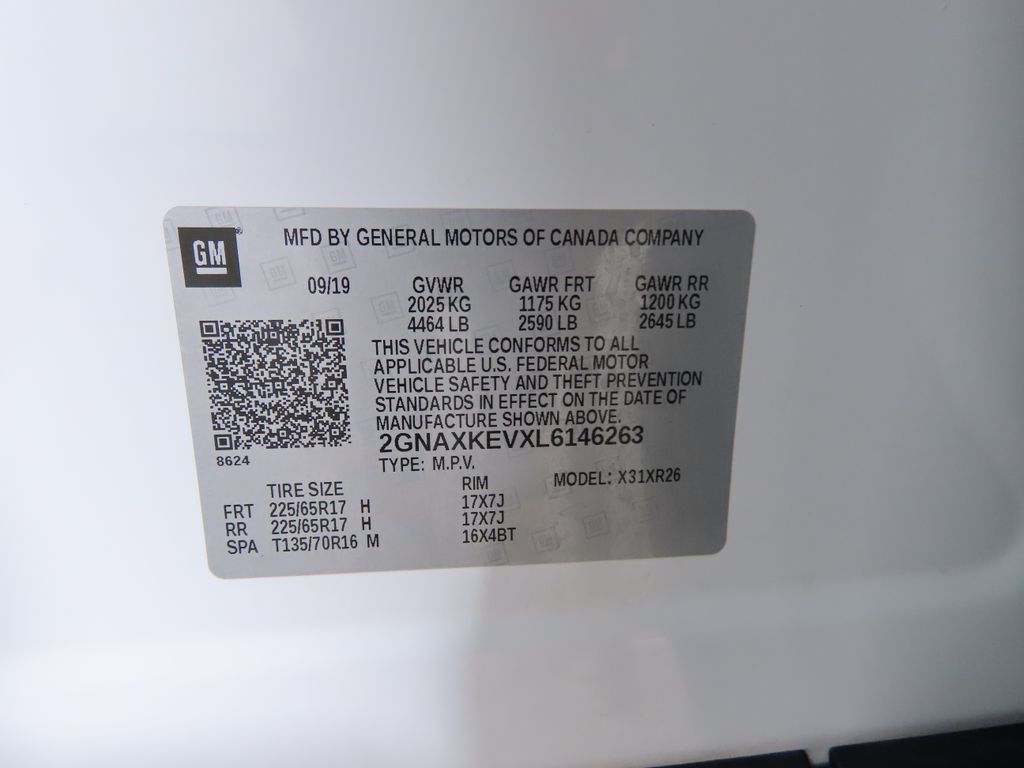 GM
MFD BY GENERAL MOTORS OF CANADA COMPANY
09/19 GVWR GAWR FRT GAWR RR
2025 KG 1175 KG 1200 KG
4464 LB 2590 LB 2645 LB
THIS VEHICLE CONFORMS TO ALL
APPLICABLE U.S. FEDERAL MOTOR
VEHICLE SAFETY AND THEFT PREVENTION
STANDARDS IN EFFECT ON THE DATE OF
MANUFACTURE SHOWN ABOVE.
2GNAXKEVXL6146263
8624
TYPE: M.P.V. MODEL: X31XR26
TIRE SIZE RIM
FRT 225/65R17 H 17X7J
RR 225/65R17 H 17X7J
SPA T135/70R16 M 16X4BT